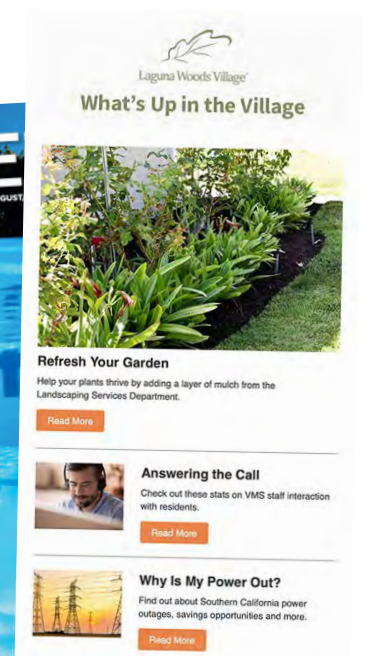 Laguna Woods Village®
What's Up in the Village
Refresh Your Garden
Help your plants thrive by adding a layer of mulch from the
Landscaping Services Department.
Read More
Answering the Call
Check out these stats on VMS staff interaction
with residents.
Read More
Why Is My Power Out?
Find out about Southern California power
outages, savings opportunities and more.
Read More